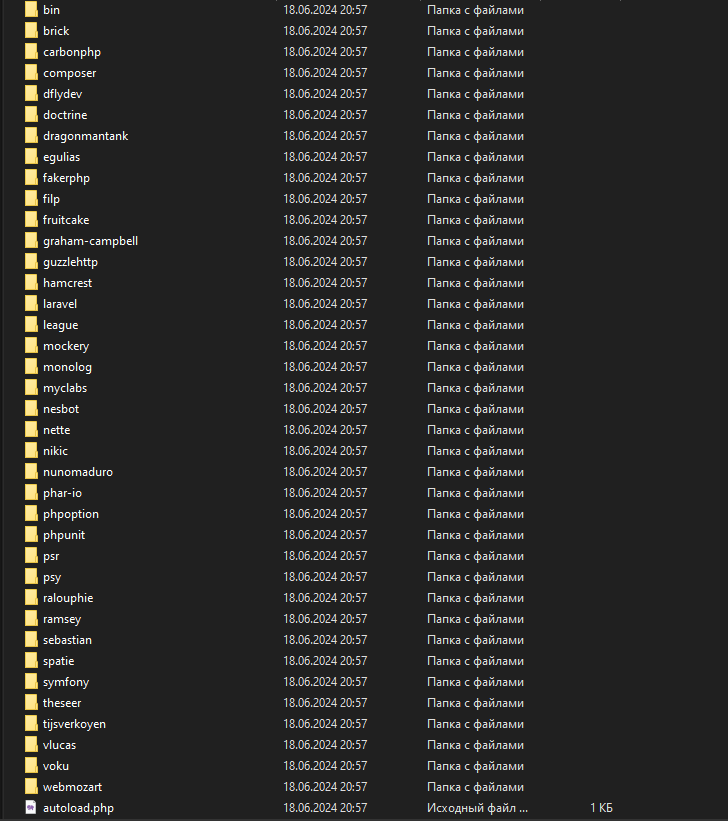 bin 18.06.2024 20:57 Папка с файлами
brick 18.06.2024 20:57 Папка с файлами
carbonphp 18.06.2024 20:57 Папка с файлами
composer 18.06.2024 20:57 Папка с файлами
dflydev 18.06.2024 20:57 Папка с файлами
doctrine 18.06.2024 20:57 Папка с файлами
dragonmantank 18.06.2024 20:57 Папка с файлами
egulias 18.06.2024 20:57 Папка с файлами
fakerphp 18.06.2024 20:57 Папка с файлами
filp 18.06.2024 20:57 Папка с файлами
fruitcake 18.06.2024 20:57 Папка с файлами
graham-campbell 18.06.2024 20:57 Папка с файлами
guzzlehttp 18.06.2024 20:57 Папка с файлами
hamcrest 18.06.2024 20:57 Папка с файлами
laravel 18.06.2024 20:57 Папка с файлами
league 18.06.2024 20:57 Папка с файлами
mockery 18.06.2024 20:57 Папка с файлами
monolog 18.06.2024 20:57 Папка с файлами
myclabs 18.06.2024 20:57 Папка с файлами
nesbot 18.06.2024 20:57 Папка с файлами
nette 18.06.2024 20:57 Папка с файлами
nikic 18.06.2024 20:57 Папка с файлами
nunomaduro 18.06.2024 20:57 Папка с файлами
phar-io 18.06.2024 20:57 Папка с файлами
phpoption 18.06.2024 20:57 Папка с файлами
phpunit 18.06.2024 20:57 Папка с файлами
psr 18.06.2024 20:57 Папка с файлами
psy 18.06.2024 20:57 Папка с файлами
ralouphie 18.06.2024 20:57 Папка с файлами
ramsey 18.06.2024 20:57 Папка с файлами
sebastian 18.06.2024 20:57 Папка с файлами
spatie 18.06.2024 20:57 Папка с файлами
symfony 18.06.2024 20:57 Папка с файлами
theseer 18.06.2024 20:57 Папка с файлами
tijsverkoyen 18.06.2024 20:57 Папка с файлами
vlucas 18.06.2024 20:57 Папка с файлами
voku 18.06.2024 20:57 Папка с файлами
webmozart 18.06.2024 20:57 Папка с файлами
autoload.php 18.06.2024 20:57 Исходный файл ... 1 КБ